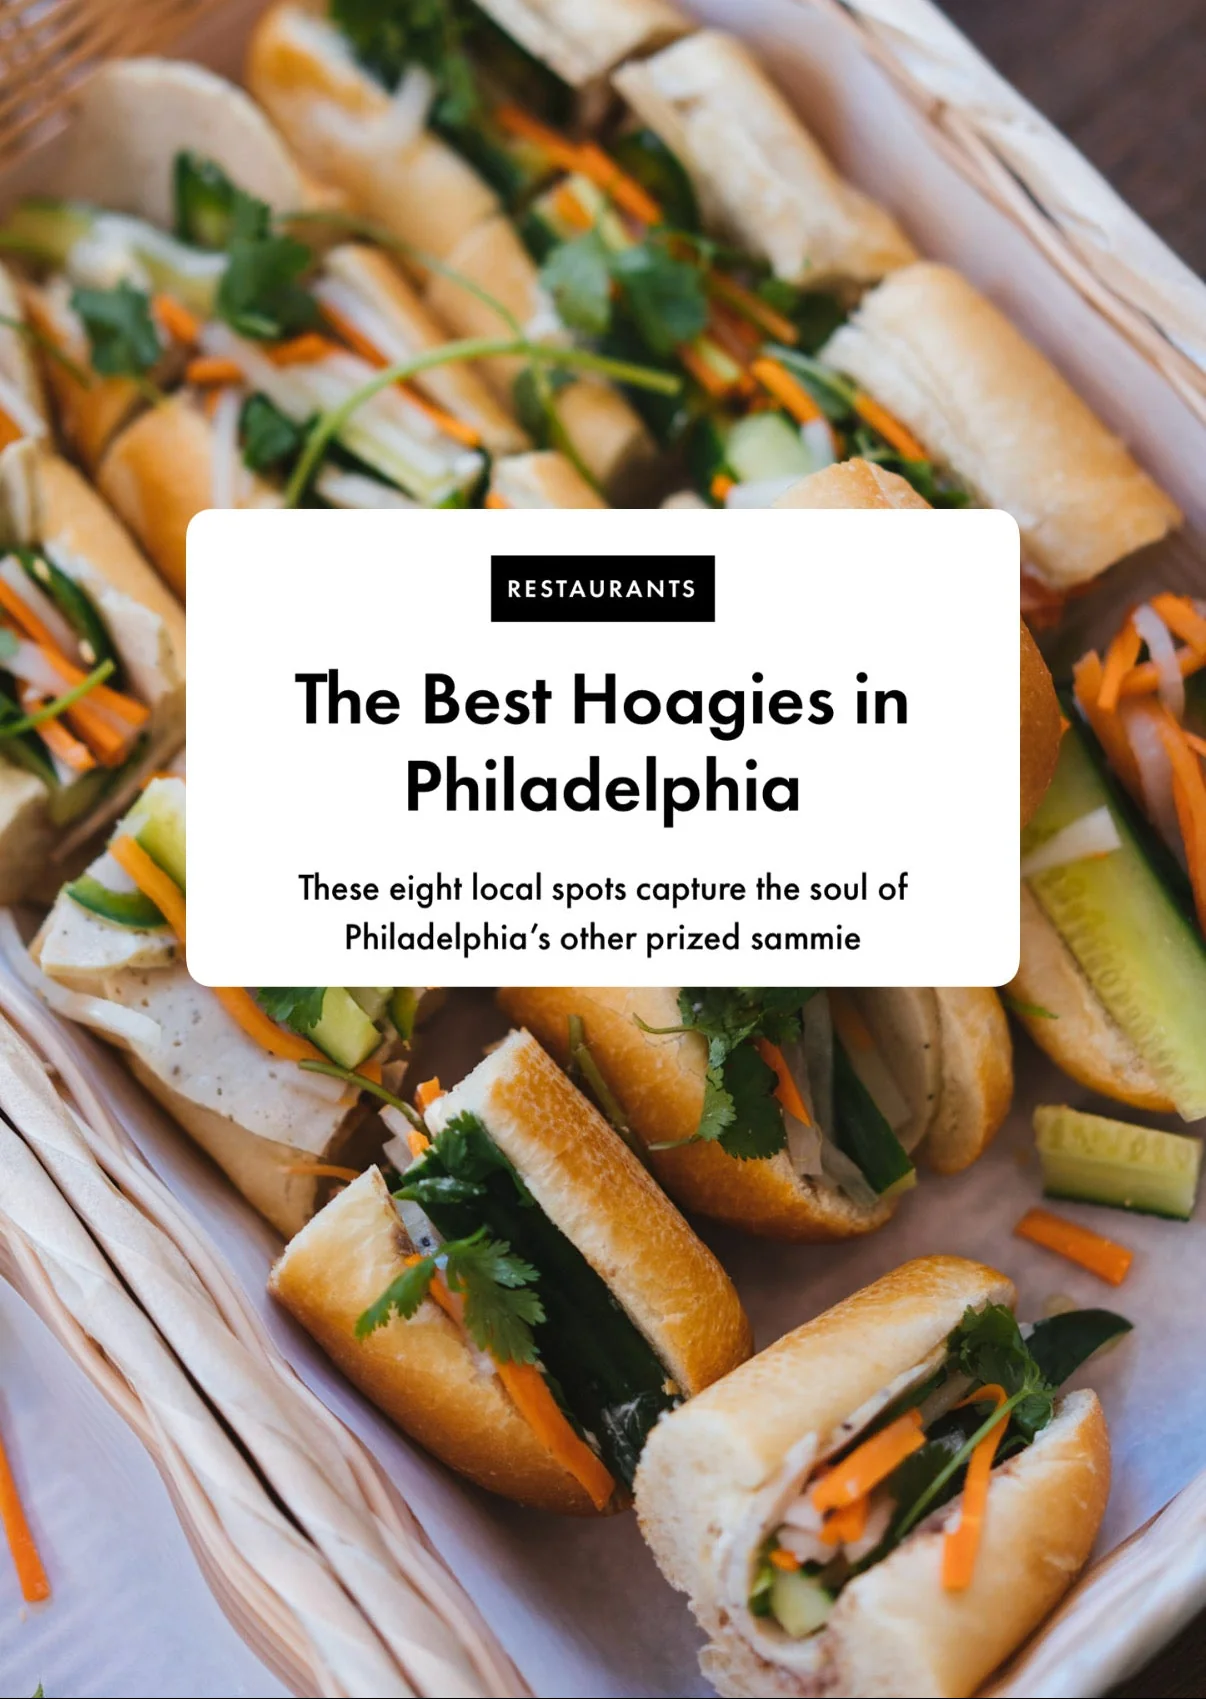 RESTAURANTS
The Best Hoagies in
Philadelphia
These eight local spots capture the soul of
Philadelphia’s other prized sammie